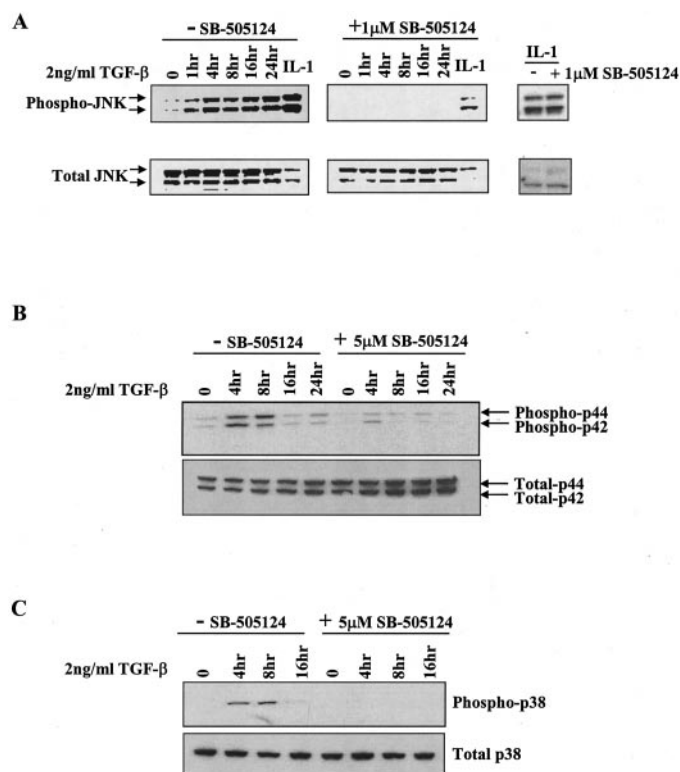 A
- SB-505124
+1μM SB-505124
2ng/ml TGF-β
0 1hr 4hr 8hr 16hr 24hr IL-1
0 1hr 4hr 8hr 16hr 24hr IL-1
IL-1
- + 1μM SB-505124
Phospho-JNK
Total JNK
B
- SB-505124
+ 5μM SB-505124
2ng/ml TGF-β
0 4hr 8hr 16hr 24hr
0 4hr 8hr 16hr 24hr
Phospho-p44
Phospho-p42
Total-p44
Total-p42
C
- SB-505124
+ 5μM SB-505124
2ng/ml TGF-β
0 4hr 8hr 16hr
0 4hr 8hr 16hr
Phospho-p38
Total p38